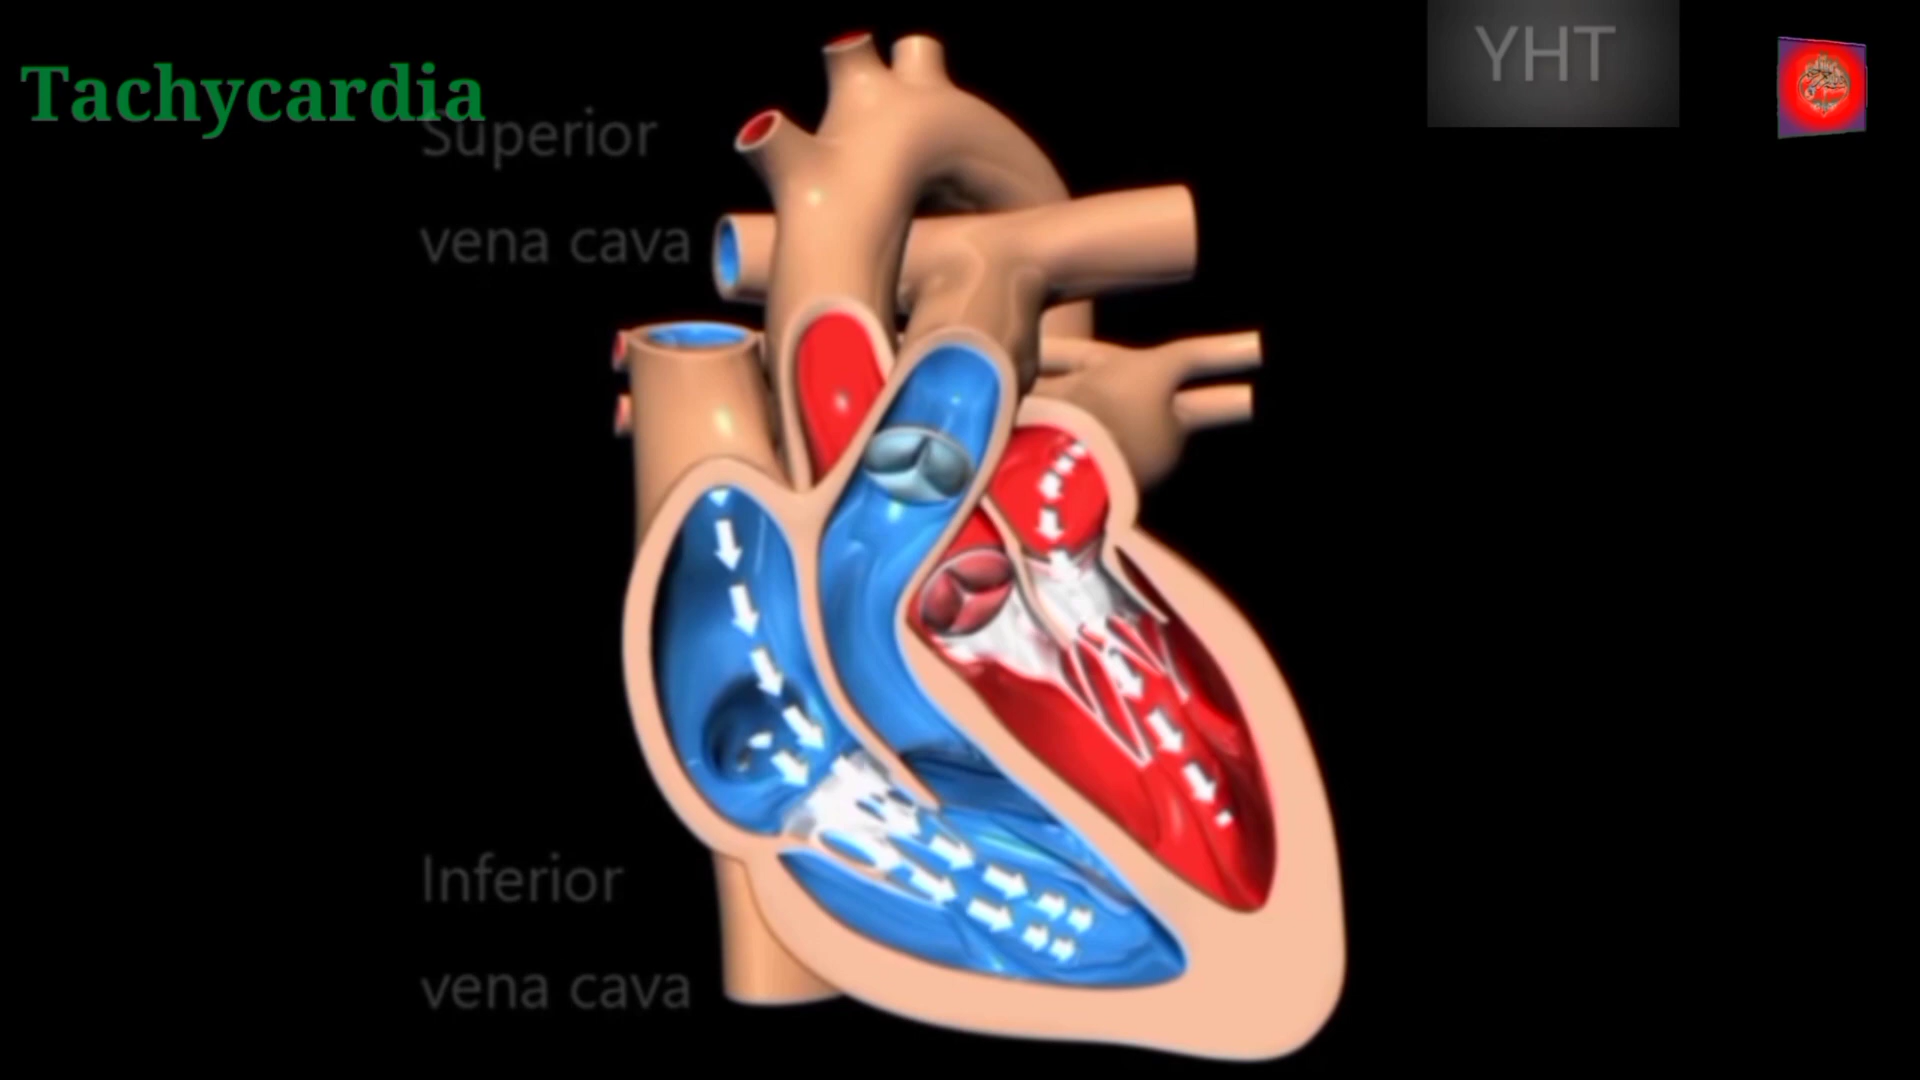 Tachycardia
YHT
Superior
vena cava
Inferior
vena cava